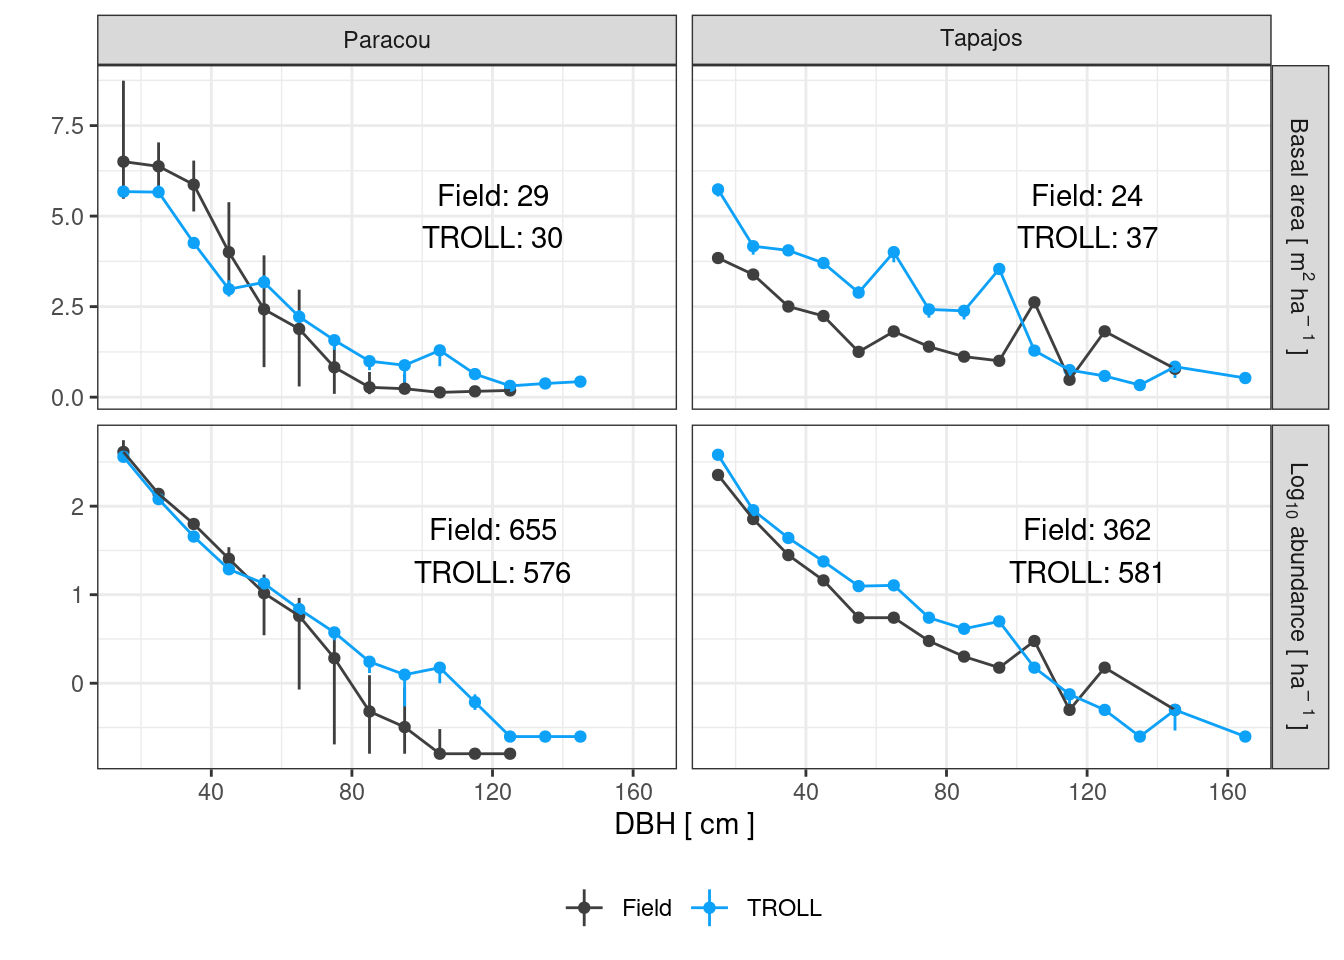 Paracou
Tapajos
7.5
5.0
2.5
0.0
Field: 29
TROLL: 30
Field: 24
TROLL: 37
Basal area [ m² ha⁻¹ ]
2
1
0
Field: 655
TROLL: 576
Field: 362
TROLL: 581
Log₁₀ abundance [ ha⁻¹ ]
40 80 120 160
40 80 120 160
DBH [ cm ]
Field TROLL